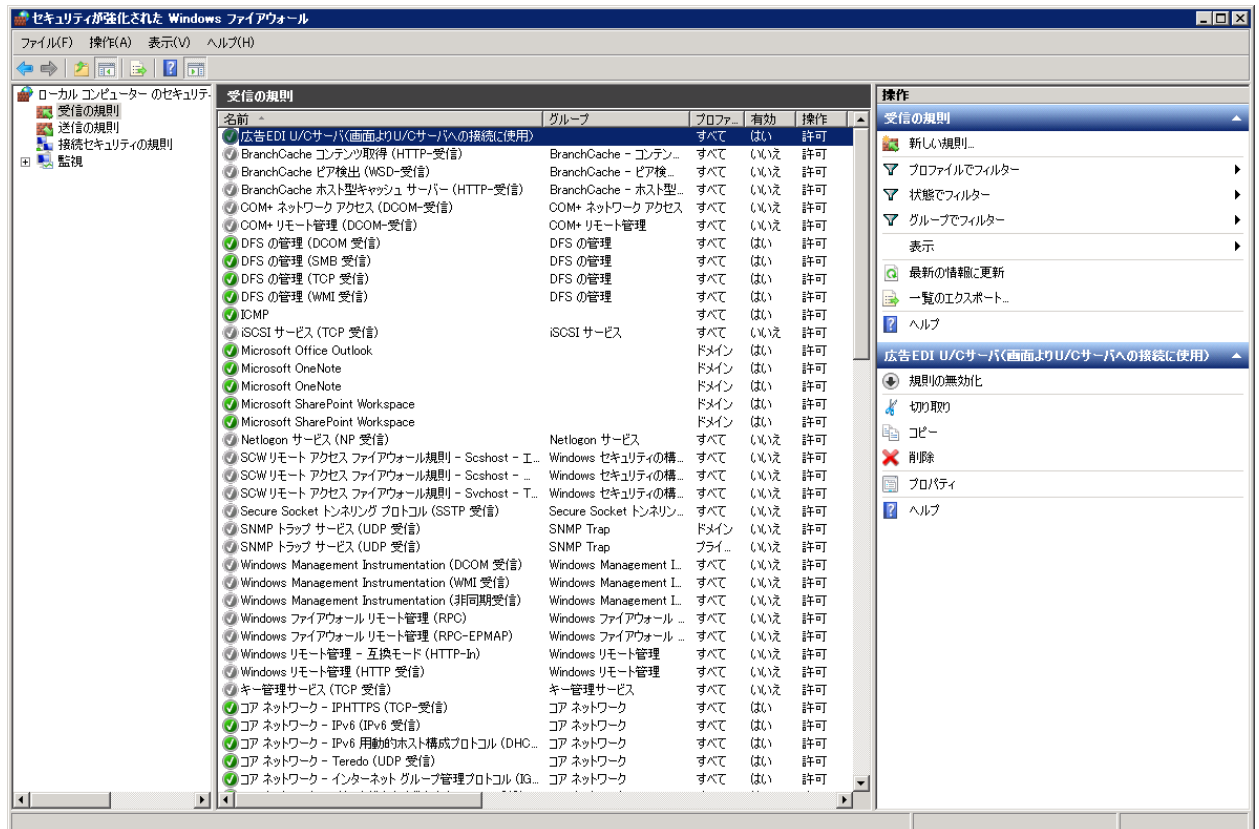 セキュリティが強化された Windows ファイアウォール
ファイル(F) 操作(A) 表示(V) ヘルプ(H)
ローカル コンピューター のセキュリテ
受信の規則
送信の規則
接続セキュリティの規則
監視
受信の規則
名前 グループ プロファ... 有効 操作
広告EDI U/Cサーバ(画面よりU/Cサーバへの接続に使用) すべて はい 許可
BranchCache コンテンツ取得 (HTTP-受信) BranchCache - コンテン... すべて いいえ 許可
BranchCache ピア検出 (WSD-受信) BranchCache - ピア検... すべて いいえ 許可
BranchCache ホスト型キャッシュ サーバー (HTTP-受信) BranchCache - ホスト型... すべて いいえ 許可
COM+ ネットワーク アクセス (DCOM-受信) COM+ ネットワーク アクセス すべて いいえ 許可
COM+ リモート管理 (DCOM-受信) COM+ リモート管理 すべて いいえ 許可
DFS の管理 (DCOM 受信) DFS の管理 すべて はい 許可
DFS の管理 (SMB 受信) DFS の管理 すべて はい 許可
DFS の管理 (TCP 受信) DFS の管理 すべて はい 許可
DFS の管理 (WMI 受信) DFS の管理 すべて はい 許可
ICMP すべて はい 許可
iSCSI サービス (TCP 受信) iSCSI サービス すべて いいえ 許可
Microsoft Office Outlook ドメイン はい 許可
Microsoft OneNote ドメイン はい 許可
Microsoft OneNote ドメイン はい 許可
Microsoft SharePoint Workspace ドメイン はい 許可
Microsoft SharePoint Workspace ドメイン はい 許可
Netlogon サービス (NP 受信) Netlogon サービス すべて いいえ 許可
SCW リモート アクセス ファイアウォール規則 - Scshost - エ... Windows セキュリティの構... すべて いいえ 許可
SCW リモート アクセス ファイアウォール規則 - Scshost - ... Windows セキュリティの構... すべて いいえ 許可
SCW リモート アクセス ファイアウォール規則 - Svchost - T... Windows セキュリティの構... すべて いいえ 許可
Secure Socket トンネリング プロトコル (SSTP 受信) Secure Socket トンネリン... すべて いいえ 許可
SNMP トラップ サービス (UDP 受信) SNMP Trap ドメイン いいえ 許可
SNMP トラップ サービス (UDP 受信) SNMP Trap プライ... いいえ 許可
Windows Management Instrumentation (DCOM 受信) Windows Management I... すべて いいえ 許可
Windows Management Instrumentation (WMI 受信) Windows Management I... すべて いいえ 許可
Windows Management Instrumentation (非同期受信) Windows Management I... すべて いいえ 許可
Windows ファイアウォール リモート管理 (RPC) Windows ファイアウォール ... すべて いいえ 許可
Windows ファイアウォール リモート管理 (RPC-EPMAP) Windows ファイアウォール ... すべて いいえ 許可
Windows リモート管理 - 互換モード (HTTP-In) Windows リモート管理 すべて いいえ 許可
Windows リモート管理 (HTTP 受信) Windows リモート管理 すべて いいえ 許可
キー管理サービス (TCP 受信) キー管理サービス すべて いいえ 許可
コア ネットワーク - IPHTTPS (TCP-受信) コア ネットワーク すべて はい 許可
コア ネットワーク - IPv6 (IPv6 受信) コア ネットワーク すべて はい 許可
コア ネットワーク - IPv6 用動的ホスト構成プロトコル (DHC... コア ネットワーク すべて はい 許可
コア ネットワーク - Teredo (UDP 受信) コア ネットワーク すべて はい 許可
コア ネットワーク - インターネット グループ管理プロトコル (IG... コア ネットワーク すべて はい 許可
操作
受信の規則
新しい規則...
プロファイルでフィルター
状態でフィルター
グループでフィルター
表示
最新の情報に更新
一覧のエクスポート...
ヘルプ
広告EDI U/Cサーバ(画面よりU/Cサーバへの接続に使用)
規則の無効化
切り取り
コピー
削除
プロパティ
ヘルプ